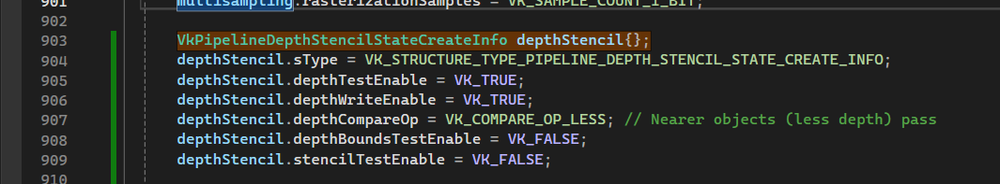 901 multisampling.rasterizationSamples = VK_SAMPLE_COUNT_1_BIT;
902
903 VkPipelineDepthStencilStateCreateInfo depthStencil{};
904 depthStencil.sType = VK_STRUCTURE_TYPE_PIPELINE_DEPTH_STENCIL_STATE_CREATE_INFO;
905 depthStencil.depthTestEnable = VK_TRUE;
906 depthStencil.depthWriteEnable = VK_TRUE;
907 depthStencil.depthCompareOp = VK_COMPARE_OP_LESS; // Nearer objects (less depth) pass
908 depthStencil.depthBoundsTestEnable = VK_FALSE;
909 depthStencil.stencilTestEnable = VK_FALSE;
910